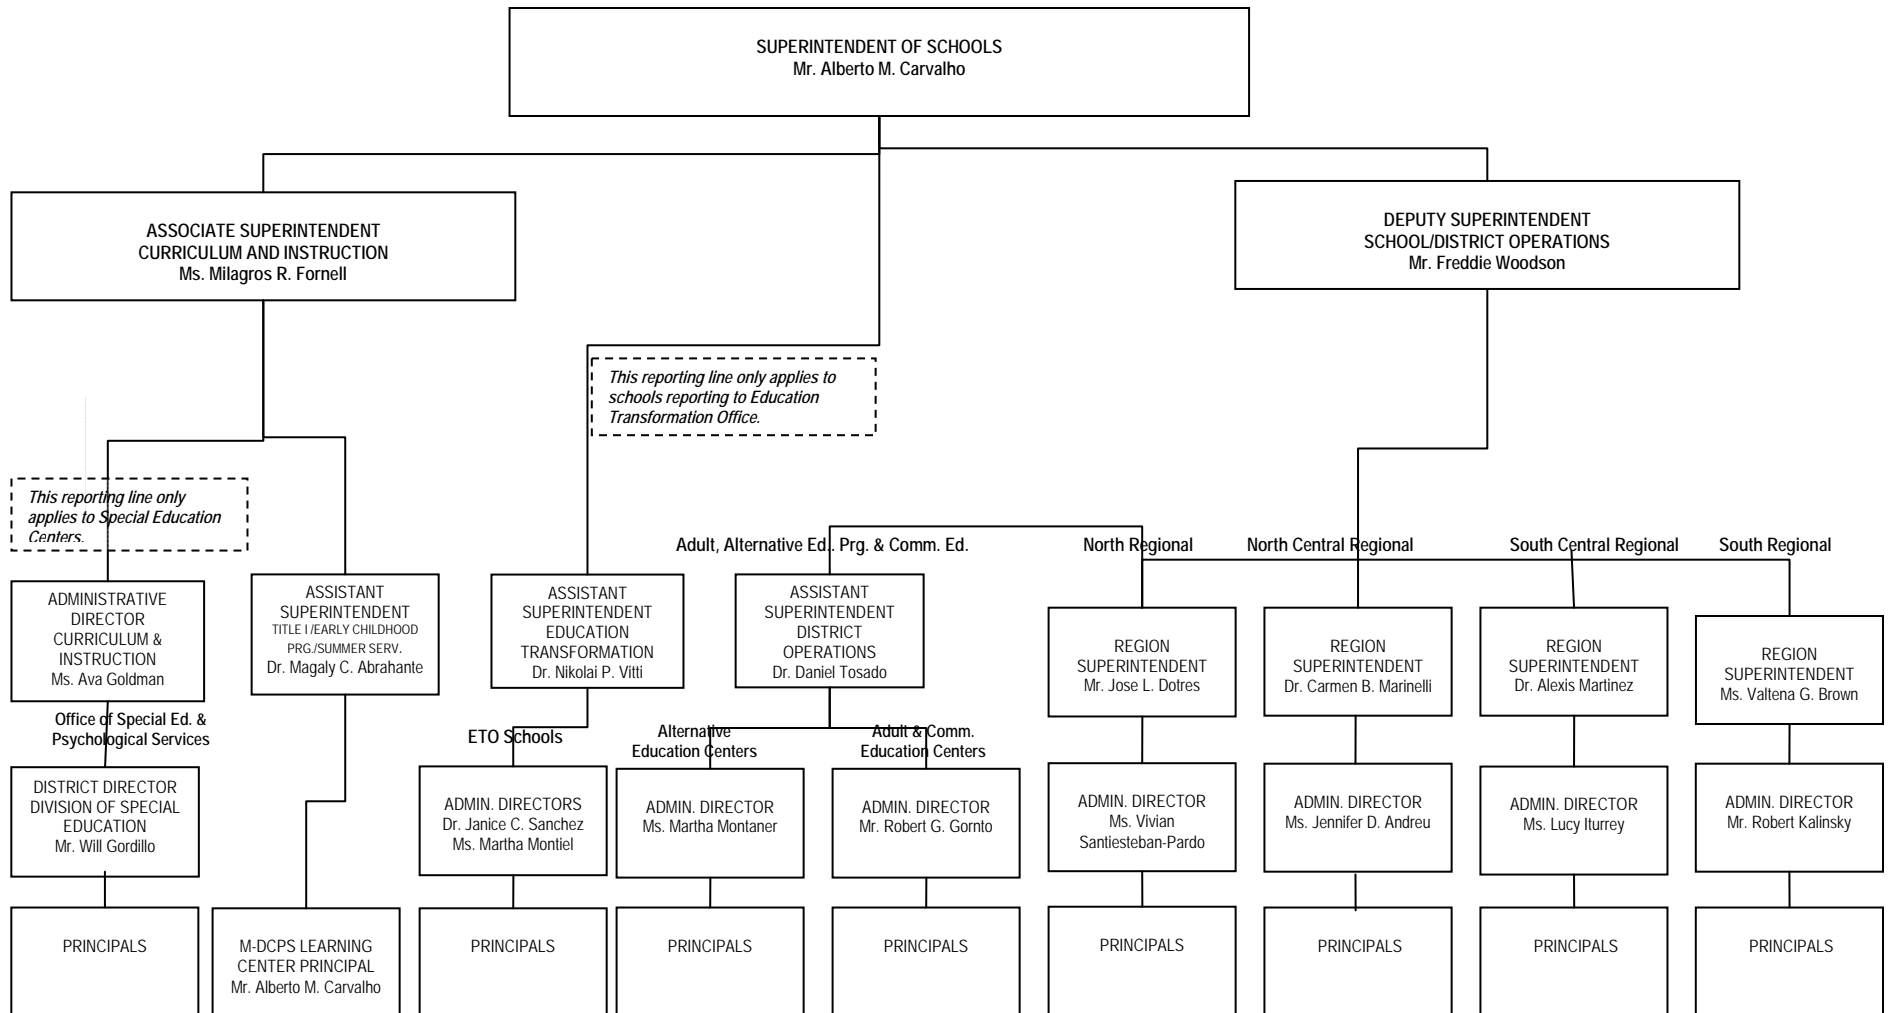 SUPERINTENDENT OF SCHOOLS
Mr. Alberto M. Carvalho
ASSOCIATE SUPERINTENDENT
CURRICULUM AND INSTRUCTION
Ms. Milagros R. Fornell
DEPUTY SUPERINTENDENT
SCHOOL/DISTRICT OPERATIONS
Mr. Freddie Woodson
This reporting line only applies to
schools reporting to Education
Transformation Office.
This reporting line only
applies to Special Education
Centers.
Adult, Alternative Ed., Prg. & Comm. Ed.
North Regional
North Central Regional
South Central Regional
South Regional
ADMINISTRATIVE
DIRECTOR
CURRICULUM &
INSTRUCTION
Ms. Ava Goldman
ASSISTANT
SUPERINTENDENT
TITLE I /EARLY CHILDHOOD
PRG./SUMMER SERV.
Dr. Magaly C. Abrahante
ASSISTANT
SUPERINTENDENT
EDUCATION
TRANSFORMATION
Dr. Nikolai P. Vitti
ASSISTANT
SUPERINTENDENT
DISTRICT
OPERATIONS
Dr. Daniel Tosado
REGION
SUPERINTENDENT
Mr. Jose L. Dotres
REGION
SUPERINTENDENT
Dr. Carmen B. Marinelli
REGION
SUPERINTENDENT
Dr. Alexis Martinez
REGION
SUPERINTENDENT
Ms. Valtena G. Brown
Office of Special Ed. &
Psychological Services
ETO Schools
Alternative
Education Centers
Adult & Comm.
Education Centers
DISTRICT DIRECTOR
DIVISION OF SPECIAL
EDUCATION
Mr. Will Gordillo
ADMIN. DIRECTORS
Dr. Janice C. Sanchez
Ms. Martha Montiel
ADMIN. DIRECTOR
Ms. Martha Montaner
ADMIN. DIRECTOR
Mr. Robert G. Gornto
ADMIN. DIRECTOR
Ms. Vivian
Santiesteban-Pardo
ADMIN. DIRECTOR
Ms. Jennifer D. Andreu
ADMIN. DIRECTOR
Ms. Lucy Iturrey
ADMIN. DIRECTOR
Mr. Robert Kalinsky
PRINCIPALS
M-DCPS LEARNING
CENTER PRINCIPAL
Mr. Alberto M. Carvalho
PRINCIPALS
PRINCIPALS
PRINCIPALS
PRINCIPALS
PRINCIPALS
PRINCIPALS
PRINCIPALS